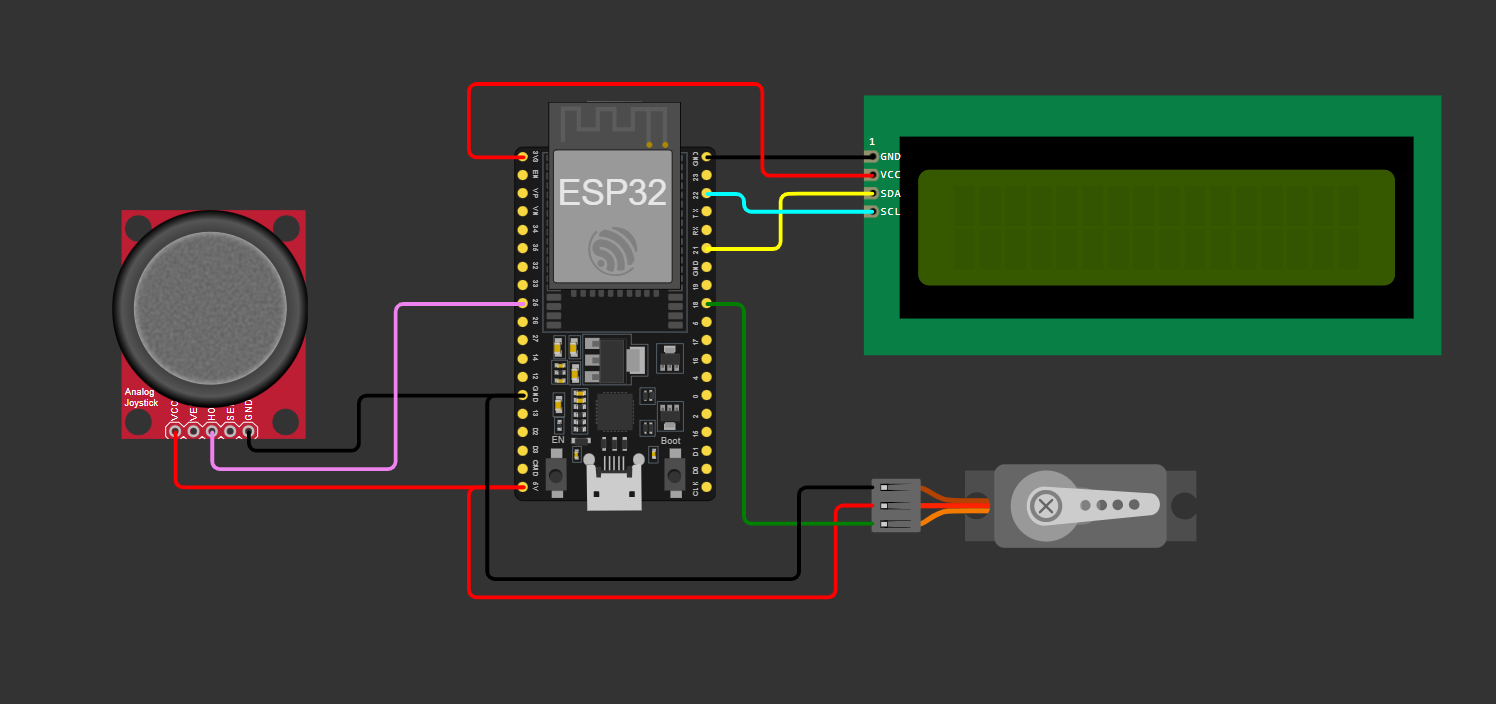 ESP32
3V3
EN
VP
VN
34
35
32
33
25
26
27
14
12
GND
13
D2
D3
CMD
5V
GND
23
22
TX
RX
21
GND
19
18
5
17
16
4
0
2
15
D1
D0
CLK
EN
Boot
1
GND
VCC
SDA
SCL
Analog
Joystick
VCC
VE
HO
SE
GND